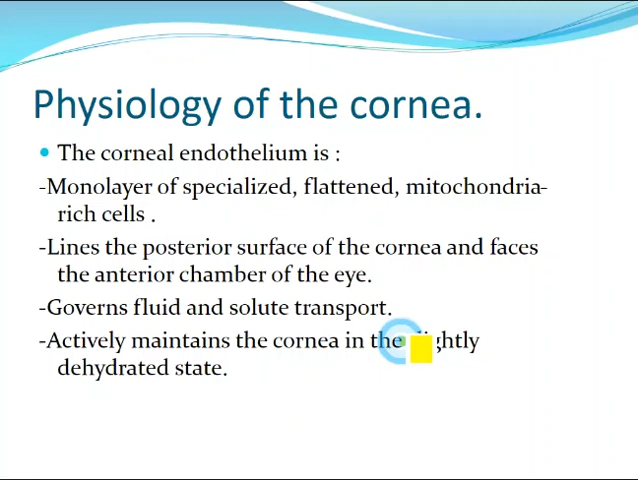 Physiology of the cornea.
• The corneal endothelium is :
-Monolayer of specialized, flattened, mitochondria-
rich cells .
-Lines the posterior surface of the cornea and faces
the anterior chamber of the eye.
-Governs fluid and solute transport.
-Actively maintains the cornea in the slightly
dehydrated state.